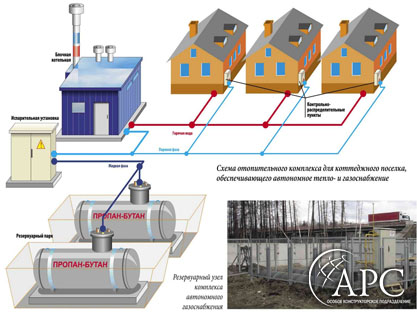 Блочная
котельная
Испарительная установка
Контрольно-
распределительные
пункты
Горячая вода
Паровая фаза
Жидкая фаза
Схема отопительного комплекса для коттеджного поселка,
обеспечивающего автономное тепло- и газоснабжение
Резервуарный парк
ПРОПАН-БУТАН
ПРОПАН-БУТАН
Резервуарный узел
комплекса
автономного
газоснабжения
АРС
ОСОБОЕ КОНСТРУКТОРСКОЕ ПОДРАЗДЕЛЕНИЕ